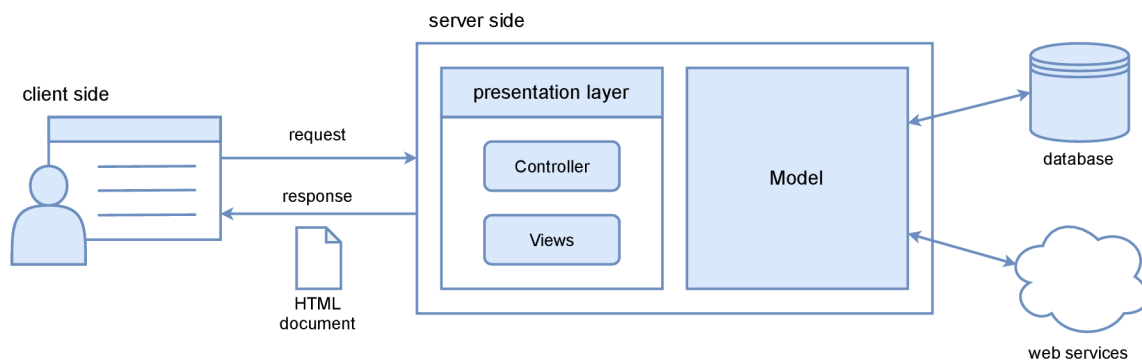 server side
client side
presentation layer
request
Controller
Model
database
response
Views
HTML
document
web services